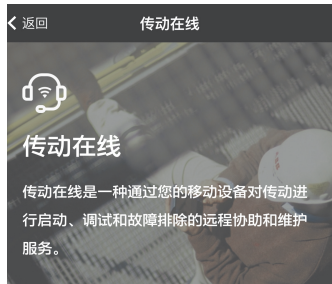 返回 传动在线
传动在线
传动在线是一种通过您的移动设备对传动进
行启动、调试和故障排除的远程协助和维护
服务。